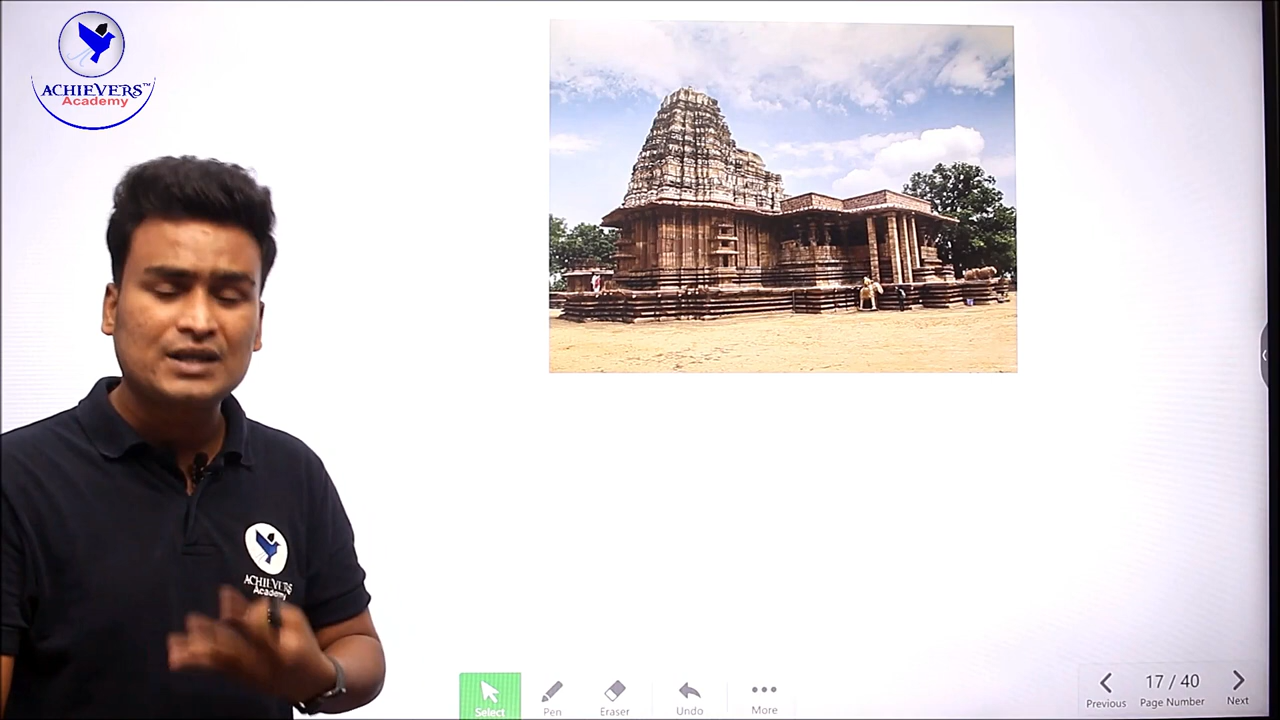 ACHIEVERS™
Academy
ACHIEVERS
Academy
Select
Pen
Eraser
Undo
More
Previous
17 / 40
Page Number
Next